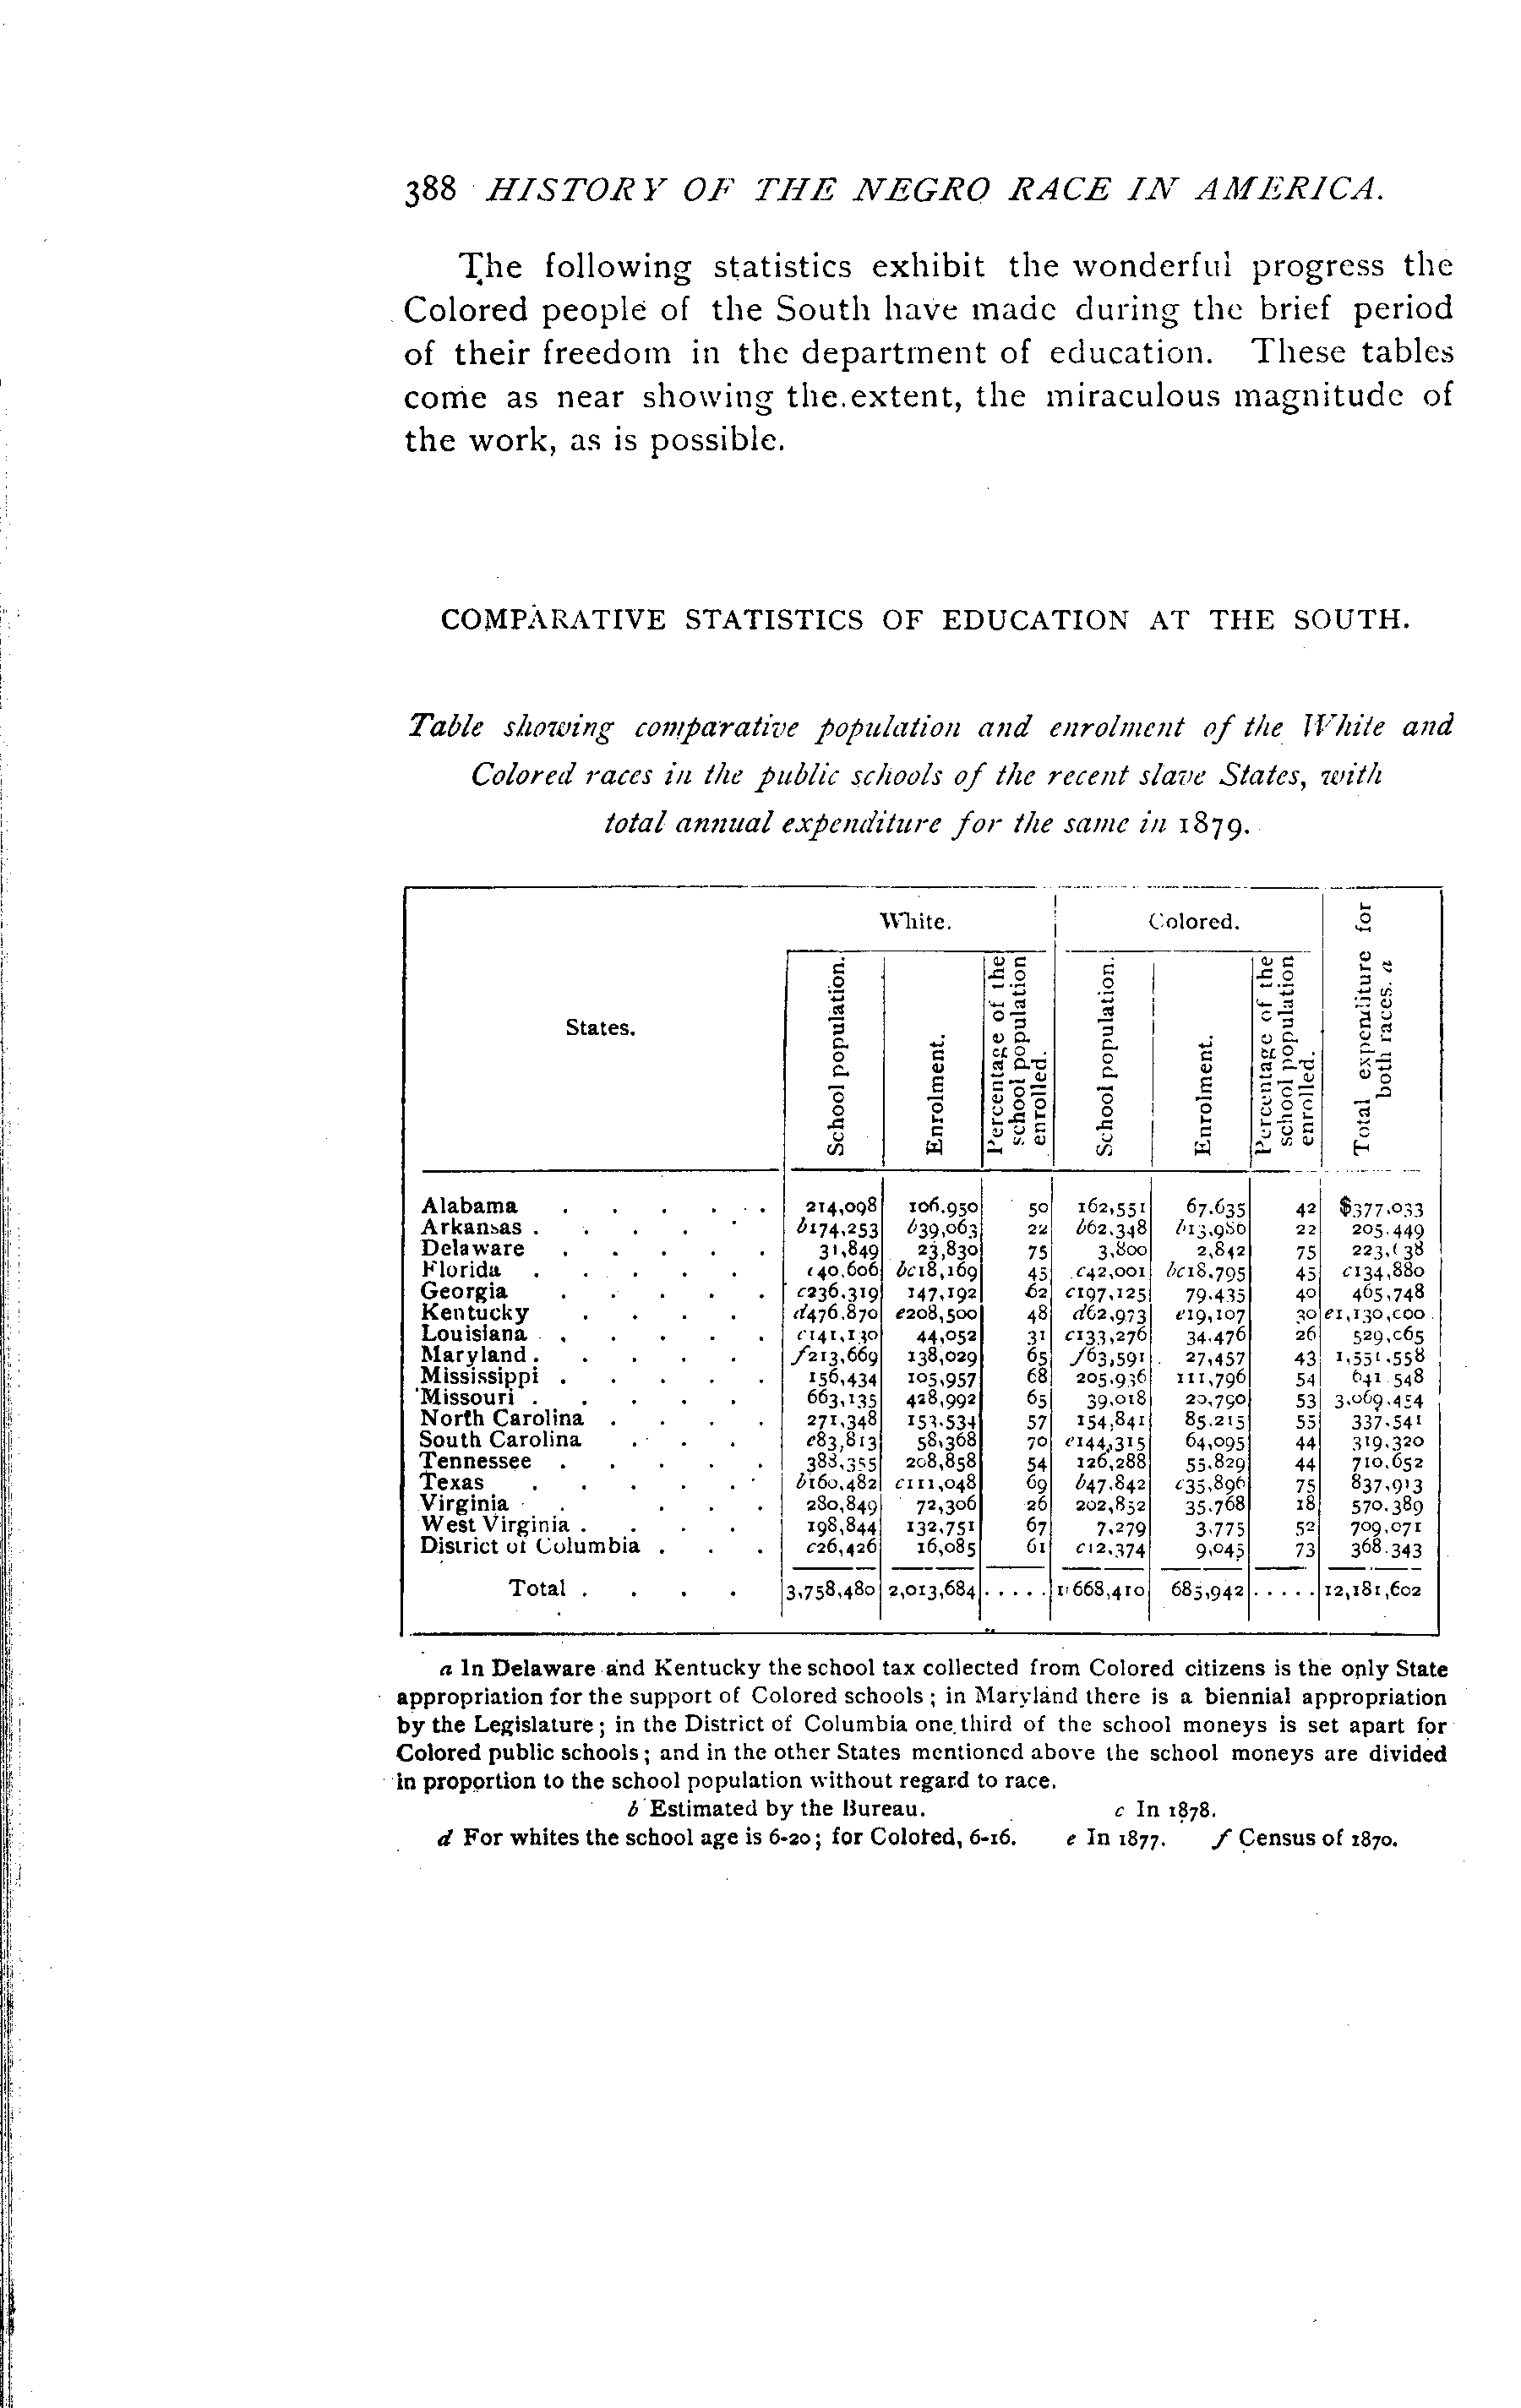 388 HISTORY OF THE NEGRO RACE IN AMERICA.
The following statistics exhibit the wonderful progress the
Colored people of the South have made during the brief period
of their freedom in the department of education. These tables
come as near showing the extent, the miraculous magnitude of
the work, as is possible.
COMPARATIVE STATISTICS OF EDUCATION AT THE SOUTH.
Table showing comparative population and enrolment of the White and
Colored races in the public schools of the recent slave States, with
total annual expenditure for the same in 1879.
States. White. Colored. Total expenditure for both races. a
School population. Enrolment. Percentage of the school population enrolled. School population. Enrolment. Percentage of the school population enrolled.
Alabama . . . . . 214,098 106,950 50 162,551 67,635 42 $377,033
Arkansas . . . . . b174,253 b39,063 22 b62,348 b13,986 22 205,449
Delaware . . . . . 31,849 23,830 75 3,800 2,842 75
Florida . . . . . c40,606 bc18,169 45 c42,001 bc18,795 45 c134,880
Georgia . . . . . c236,319 147,192 62 c197,125 79,435 40 465,748
Kentucky . . . . d476,870 e208,500 48 d62,973 e19,107 30 e1,130,000
Louisiana . . . . . c141,130 44,052 31 c133,276 34,476 26 529,065
Maryland . . . . . f213,669 138,029 65 f63,591 27,457 43 1,551,558
Mississippi . . . . . 156,434 105,957 68 205,936 111,796 54 641,548
Missouri . . . . . 663,135 428,992 65 39,018 20,790 53 3,069,454
North Carolina . . . . 271,348 153,534 57 154,841 85,215 55 337,541
South Carolina . . . e83,813 58,368 70 e144,315 64,095 44 319,320
Tennessee . . . . . 388,355 208,858 54 126,288 55,829 44 710,652
Texas . . . . . b160,482 c111,048 69 b47,842 c35,896 75 837,913
Virginia . . . . 280,849 72,306 26 202,852 35,768 18 570,389
West Virginia . . . . 198,844 132,751 67 7,279 3,775 52 709,071
District of Columbia . . . c26,426 16,085 61 c12,374 9,045 73 368,343
Total . . . . 3,758,480 2,013,684 . . . . . 1,668,410 685,942 . . . . . 12,181,602
a In Delaware and Kentucky the school tax collected from Colored citizens is the only State
appropriation for the support of Colored schools; in Maryland there is a biennial appropriation
by the Legislature; in the District of Columbia one third of the school moneys is set apart for
Colored public schools; and in the other States mentioned above the school moneys are divided
in proportion to the school population without regard to race.
b Estimated by the Bureau. c In 1878.
d For whites the school age is 6-20; for Colored, 6-16. e In 1877. f Census of 1870.